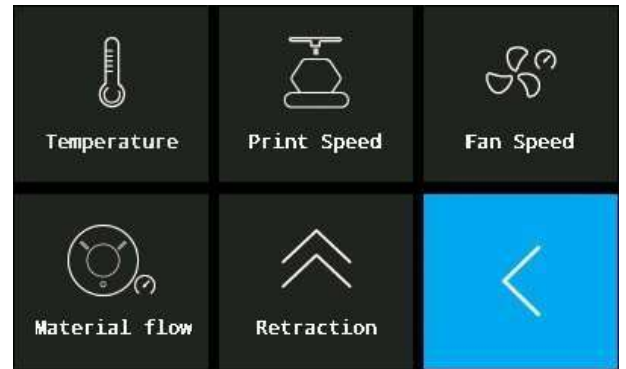 Temperature
Print Speed
Fan Speed
Material flow
Retraction